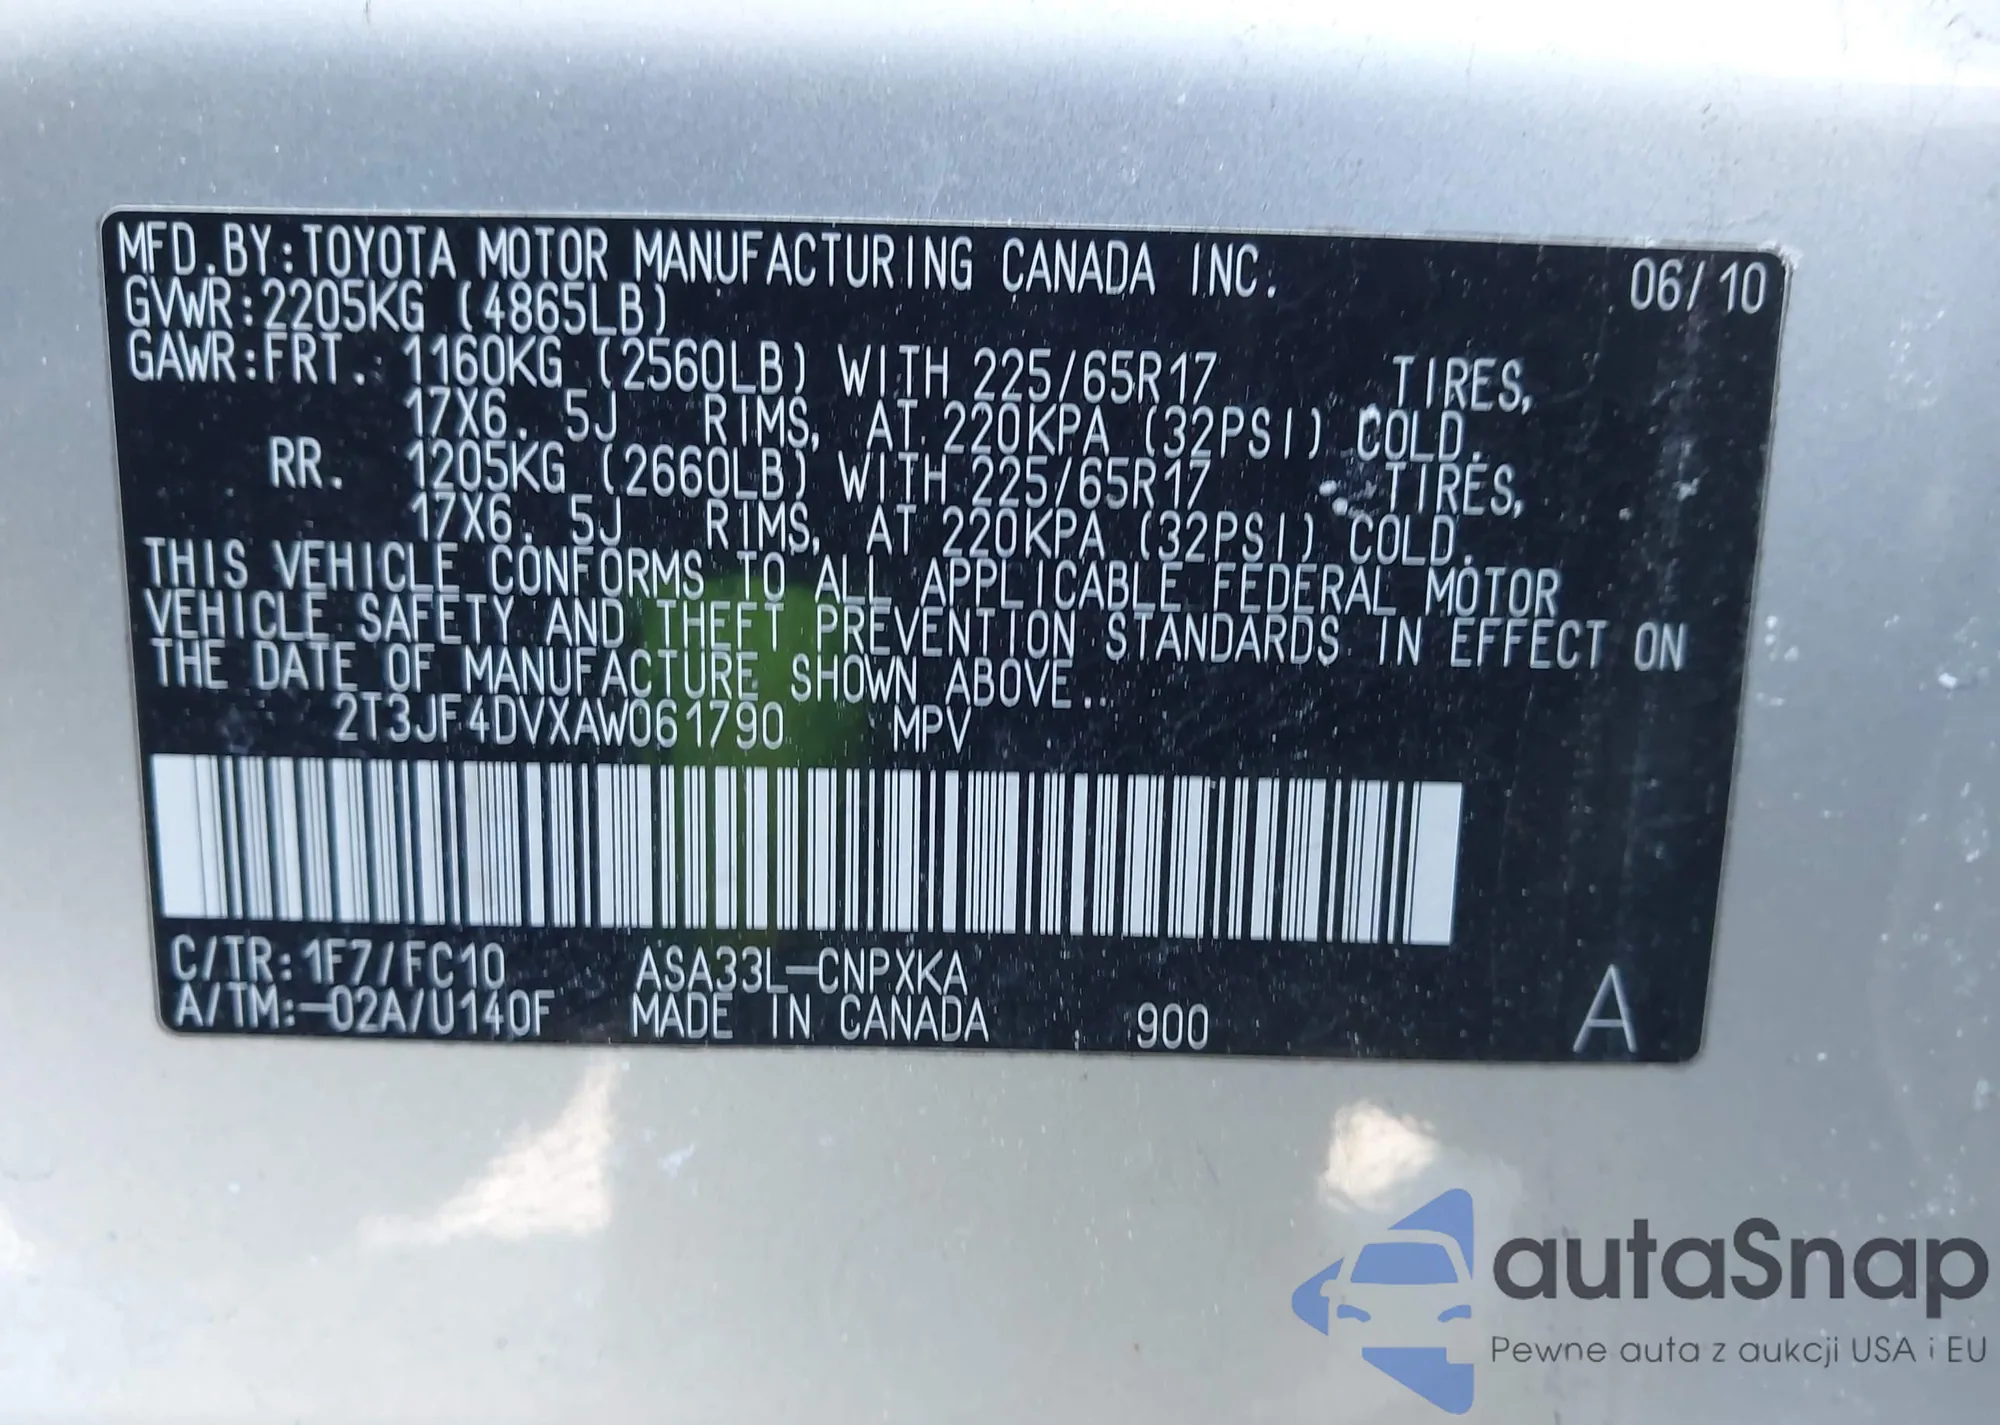 MFD.BY:TOYOTA MOTOR MANUFACTURING CANADA INC. 06/10
GVWR:2205KG (4865LB)
GAWR:FRT. 1160KG (2560LB) WITH 225/65R17 TIRES,
17X6.5J RIMS, AT 220KPA (32PSI) COLD.
RR. 1205KG (2660LB) WITH 225/65R17 TIRES,
17X6.5J RIMS, AT 220KPA (32PSI) COLD.
THIS VEHICLE CONFORMS TO ALL APPLICABLE FEDERAL MOTOR
VEHICLE SAFETY AND THEFT PREVENTION STANDARDS IN EFFECT ON
THE DATE OF MANUFACTURE SHOWN ABOVE..
2T3JF4DVXAW061790 MPV
C/TR:1F7/FC10 ASA33L-CNPXKA
A/TM:-02A/U140F MADE IN CANADA 900 A
autaSnap
Pewne auta z aukcji USA i EU